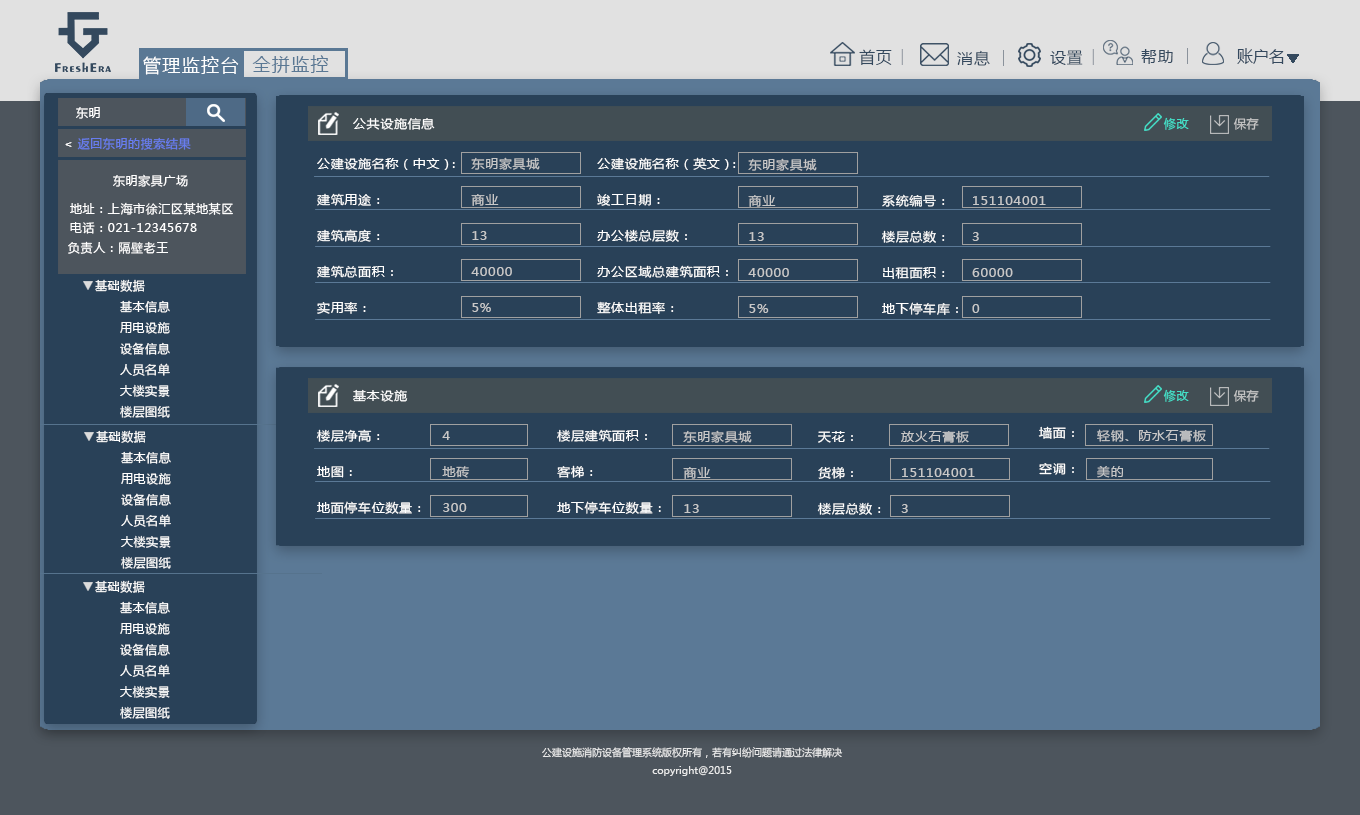 FRESHERA
管理监控台 全拼监控
首页 | 消息 | 设置 | 帮助 | 账户名
东明
< 返回东明的搜索结果
东明家具广场
地址：上海市徐汇区某地某区
电话：021-12345678
负责人：隔壁老王
▼基础数据
基本信息
用电设施
设备信息
人员名单
大楼实景
楼层图纸
▼基础数据
基本信息
用电设施
设备信息
人员名单
大楼实景
楼层图纸
▼基础数据
基本信息
用电设施
设备信息
人员名单
大楼实景
楼层图纸
公共设施信息 修改 保存
公建设施名称（中文）: 东明家具城 公建设施名称（英文）: 东明家具城
建筑用途： 商业 竣工日期： 商业 系统编号： 151104001
建筑高度： 13 办公楼总层数： 13 楼层总数： 3
建筑总面积： 40000 办公区域总建筑面积： 40000 出租面积： 60000
实用率： 5% 整体出租率： 5% 地下停车库： 0
基本设施 修改 保存
楼层净高： 4 楼层建筑面积： 东明家具城 天花： 放火石膏板 墙面： 轻钢、防水石膏板
地图： 地砖 客梯： 商业 货梯： 151104001 空调： 美的
地面停车位数量： 300 地下停车位数量： 13 楼层总数： 3
公建设施消防设备管理系统版权所有，若有纠纷问题请通过法律解决
copyright@2015